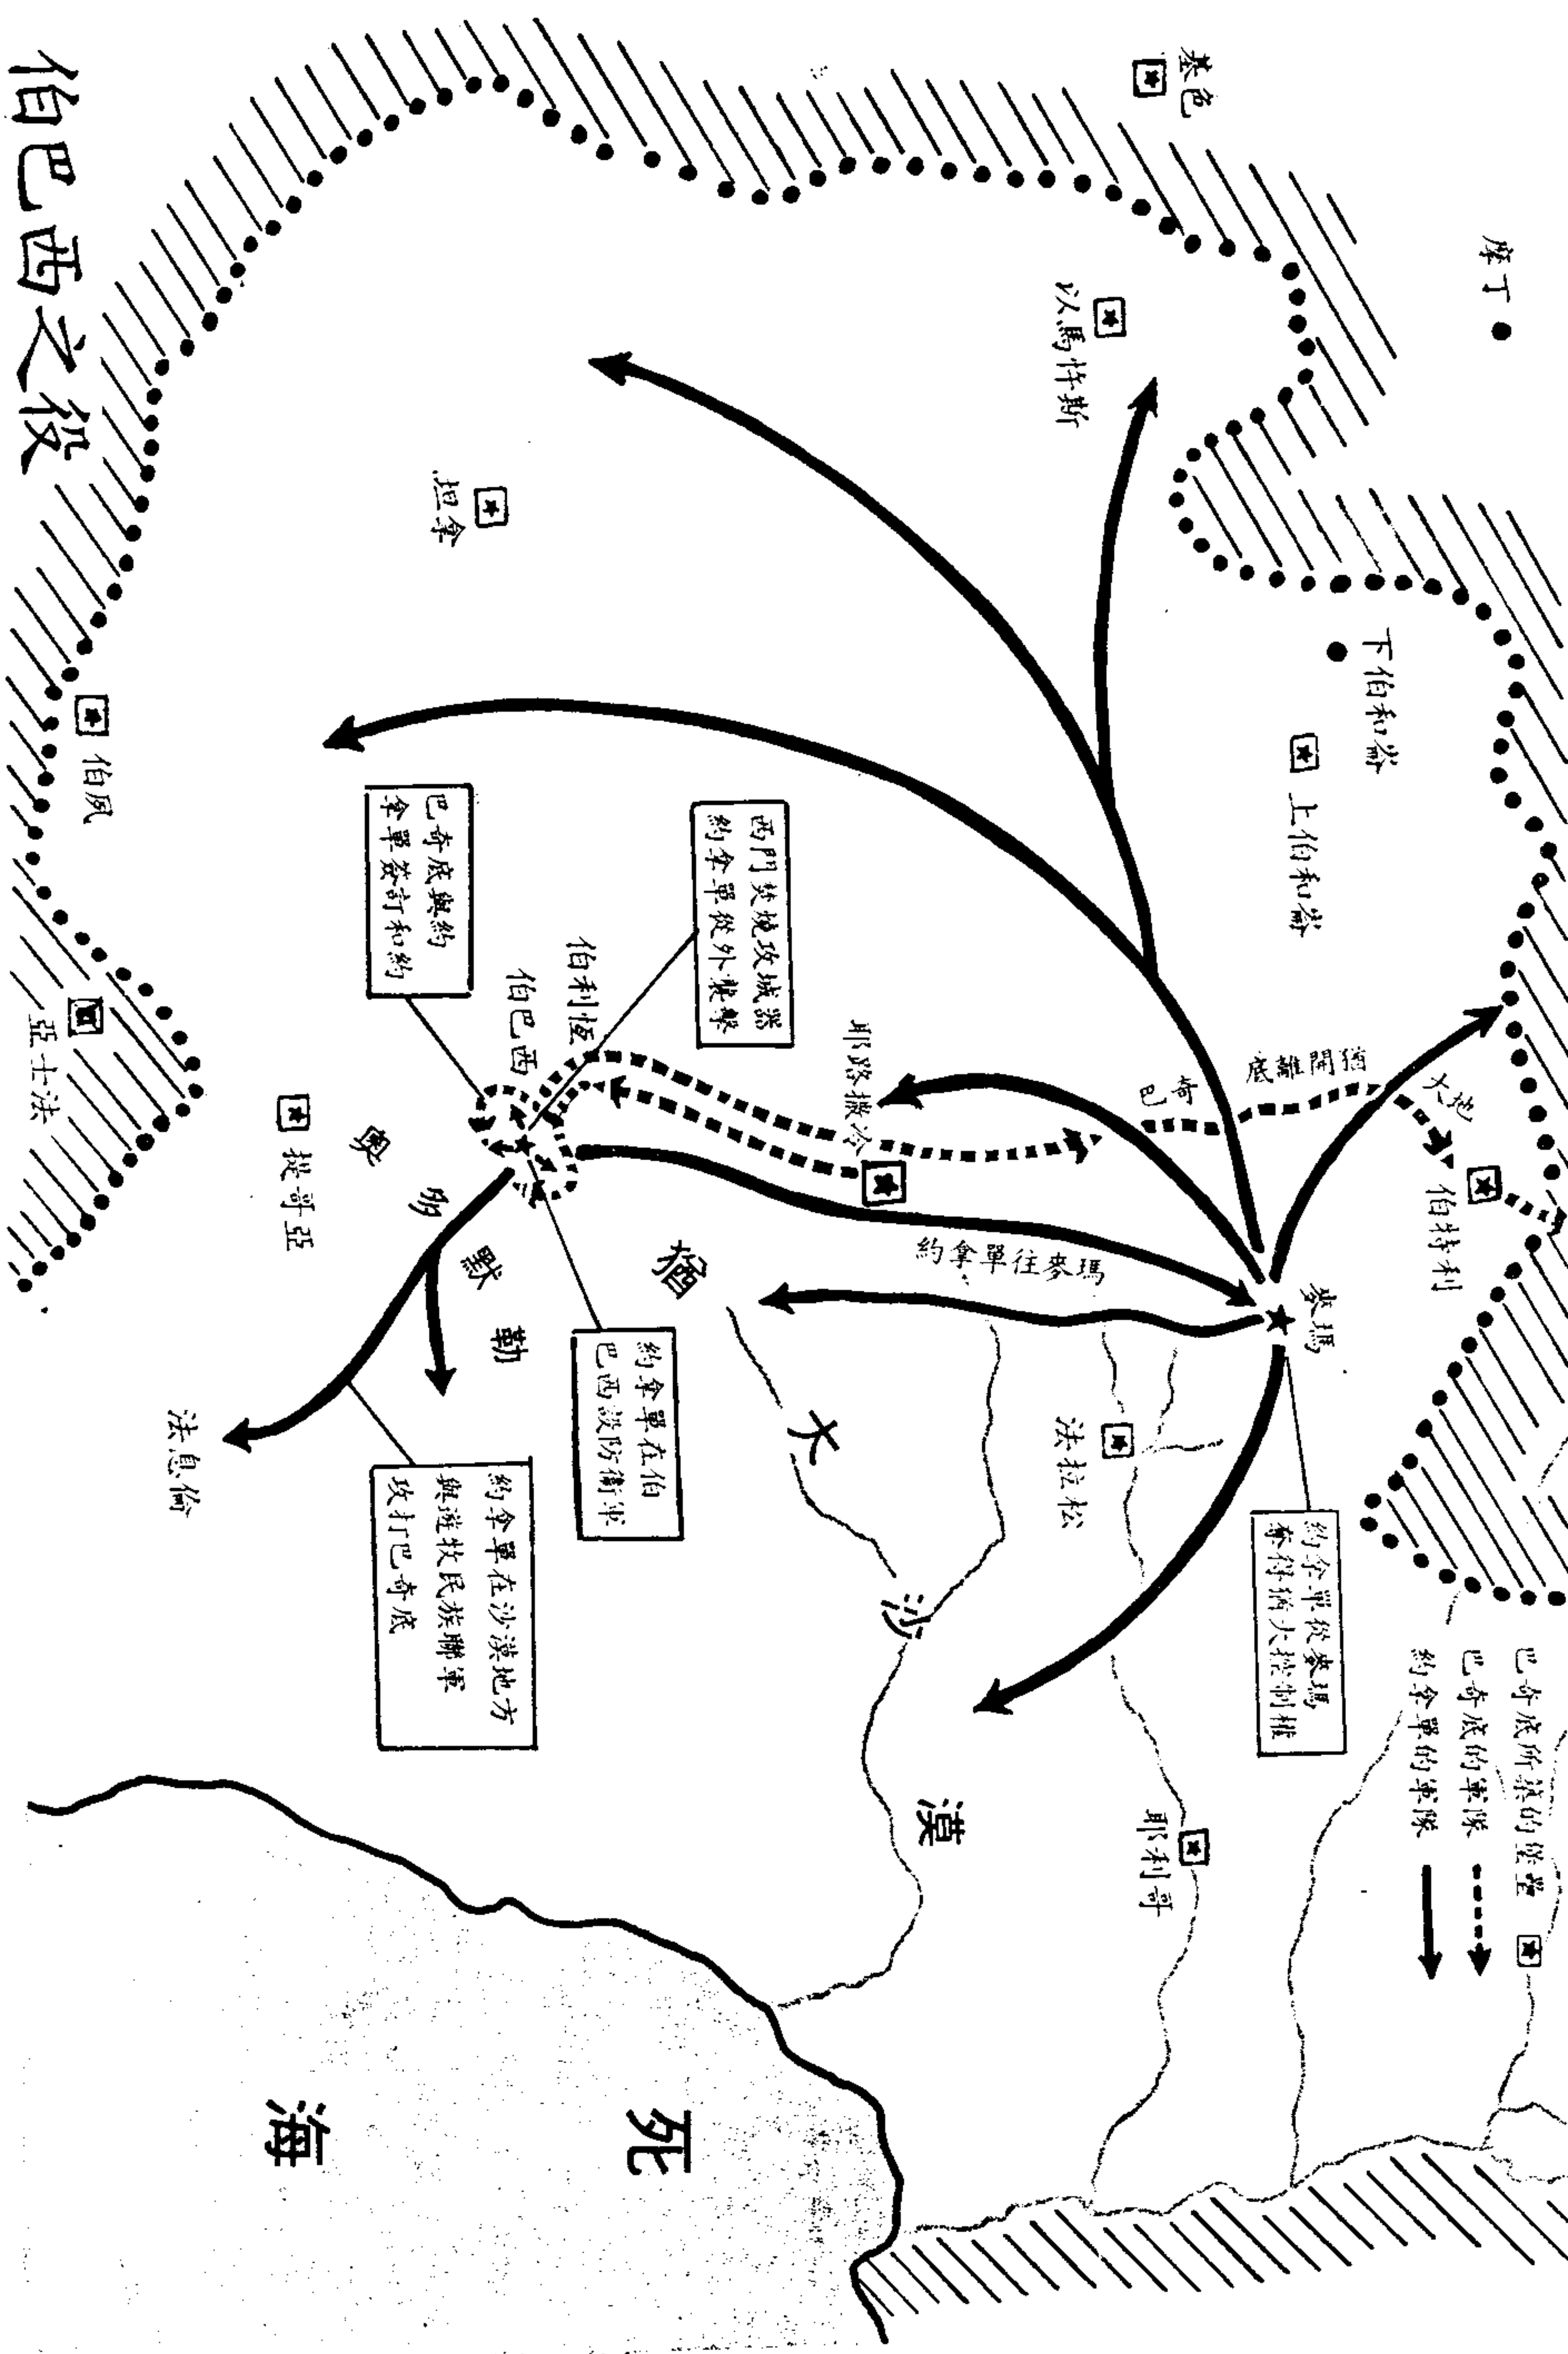 伯巴西之役
巴奇底所築的堡壘
巴奇底的軍隊
約拿單的軍隊
摩丁
基色
以馬忤斯
下伯和崙
上伯和崙
坦拿
伯夙
亞士法
提哥亞
伯利恆
伯巴西
耶路撒冷
伯特利
麥瑪
法拉松
耶利哥
法息倫
奧多默勒
猶大沙漠
死海
巴奇底離開猶大地
約拿單往麥瑪
約拿單從麥瑪
奪得猶大控制權
西門焚燒攻城器
約拿單從外襲擊
巴奇底與約
拿單簽訂和約
約拿單在伯
巴西設防衛軍
約拿單在沙漠地方
與遊牧民族聯軍
攻打巴奇底